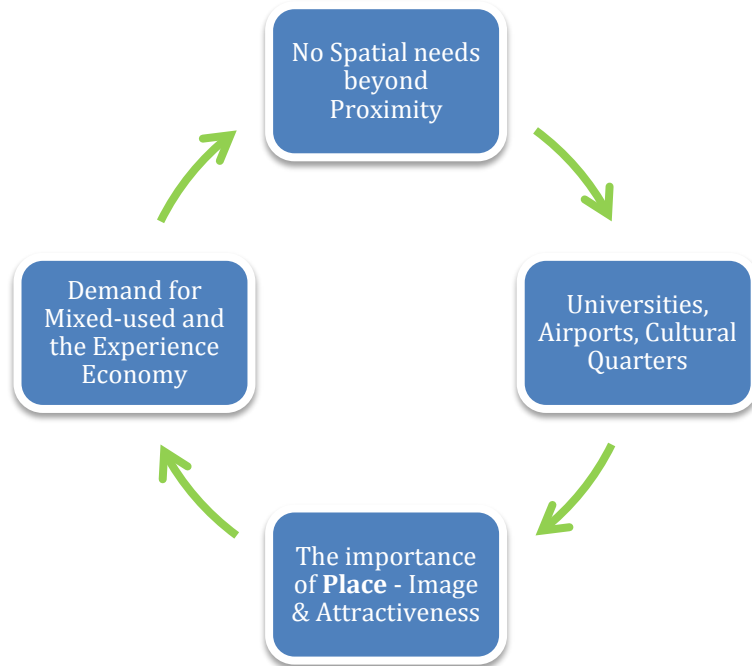 No Spatial needs
beyond
Proximity
Universities,
Airports, Cultural
Quarters
The importance
of Place - Image
& Attractiveness
Demand for
Mixed-used and
the Experience
Economy